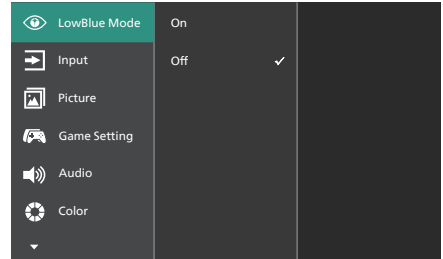 LowBlue Mode
On
Input
Off
Picture
Game Setting
Audio
Color